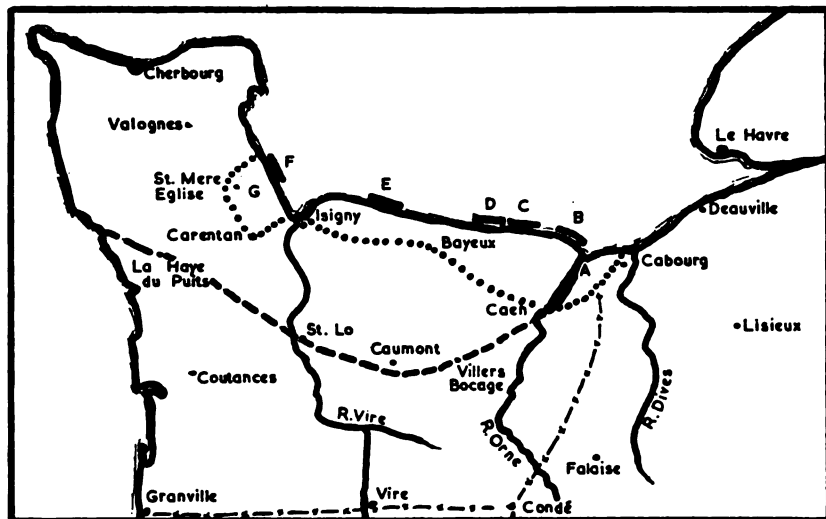 Cherbourg
Valognes
Le Havre
F
St. Mere
Eglise
G
E
D
C
B
Isigny
Deauville
Carentan
Bayeux
A
Cabourg
La Haye
du Puits
Caen
St. Lo
Lisieux
Caumont
Villers
Bocage
Coutances
R. Vire
R. Orne
R. Dives
Falaise
Granville
Vire
Condé